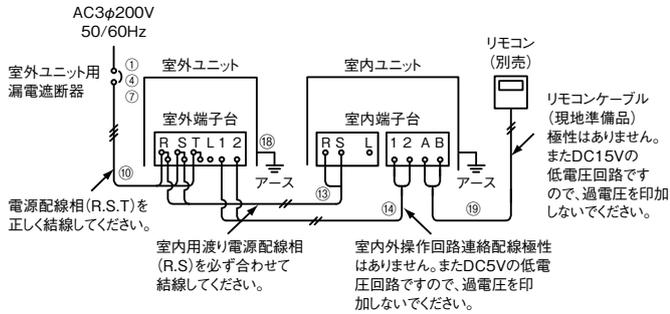 AC3φ200V
50/60Hz
室外ユニット用
漏電遮断器
①
④
⑦
室外ユニット
室外端子台
R S T L 1 2
⑱
アース
室内ユニット
室内端子台
R S L
1 2 A B
アース
リモコン
(別売)
リモコンケーブル
(現地準備品)
極性はありません。
またDC15Vの
低電圧回路です
ので、過電圧を印加
しないでください。
⑩
⑬
⑭
⑲
電源配線相(R.S.T)を
正しく結線してください。
室内用渡り電源配線相
(R.S)を必ず合わせて
結線してください。
室内外操作回路連絡配線極性
はありません。またDC5Vの低電
圧回路ですので、過電圧を印
加しないでください。